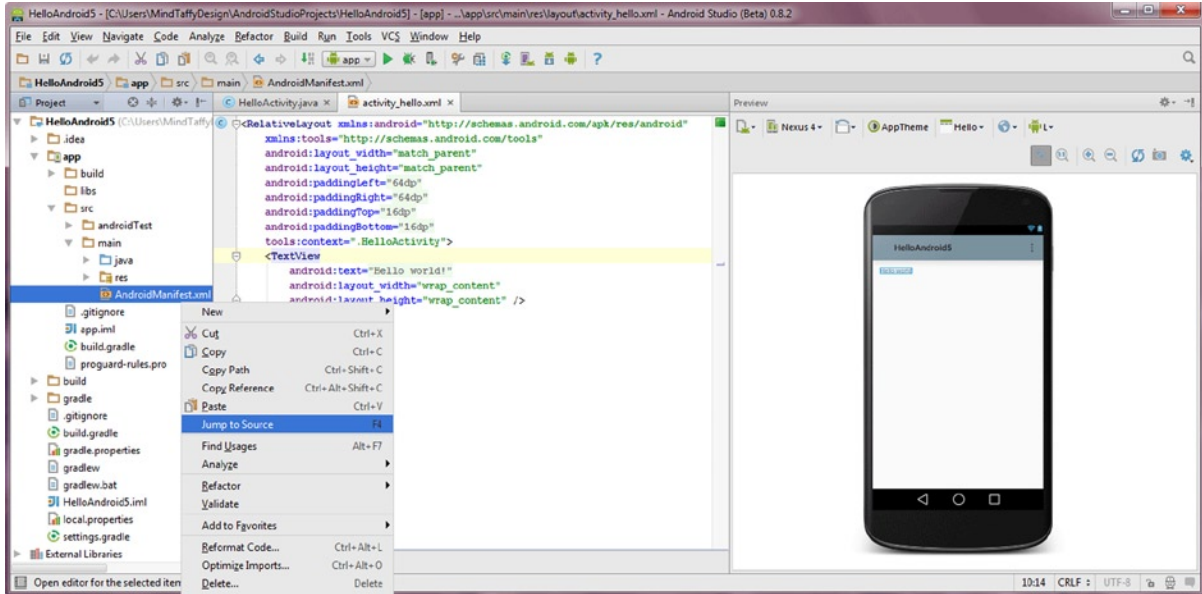 HelloAndroid5 - [C:\Users\MindTaffyDesign\AndroidStudioProjects\HelloAndroid5] - [app] - ...\app\src\main\res\layout\activity_hello.xml - Android Studio (Beta) 0.8.2
File Edit View Navigate Code Analyze Refactor Build Run Tools VCS Window Help
app
HelloAndroid5 app src main AndroidManifest.xml
Project
HelloActivity.java
activity_hello.xml
Preview
HelloAndroid5 (C:\Users\MindTaffy
.idea
app
build
libs
src
androidTest
main
java
res
AndroidManifest.xml
.gitignore
app.iml
build.gradle
proguard-rules.pro
build
gradle
.gitignore
build.gradle
gradle.properties
gradlew
gradlew.bat
HelloAndroid5.iml
local.properties
settings.gradle
External Libraries
<RelativeLayout xmlns:android="http://schemas.android.com/apk/res/android"
xmlns:tools="http://schemas.android.com/tools"
android:layout_width="match_parent"
android:layout_height="match_parent"
android:paddingLeft="64dp"
android:paddingRight="64dp"
android:paddingTop="16dp"
android:paddingBottom="16dp"
tools:context=".HelloActivity">
<TextView
android:text="Hello world!"
android:layout_width="wrap_content"
android:layout_height="wrap_content" />
New
Cut Ctrl+X
Copy Ctrl+C
Copy Path Ctrl+Shift+C
Copy Reference Ctrl+Alt+Shift+C
Paste Ctrl+V
Jump to Source F4
Find Usages Alt+F7
Analyze
Refactor
Validate
Add to Favorites
Reformat Code... Ctrl+Alt+L
Optimize Imports... Ctrl+Alt+O
Delete... Delete
Nexus 4 AppTheme Hello L
HelloAndroid5
Hello world!
Open editor for the selected item
10:14 CRLF UTF-8